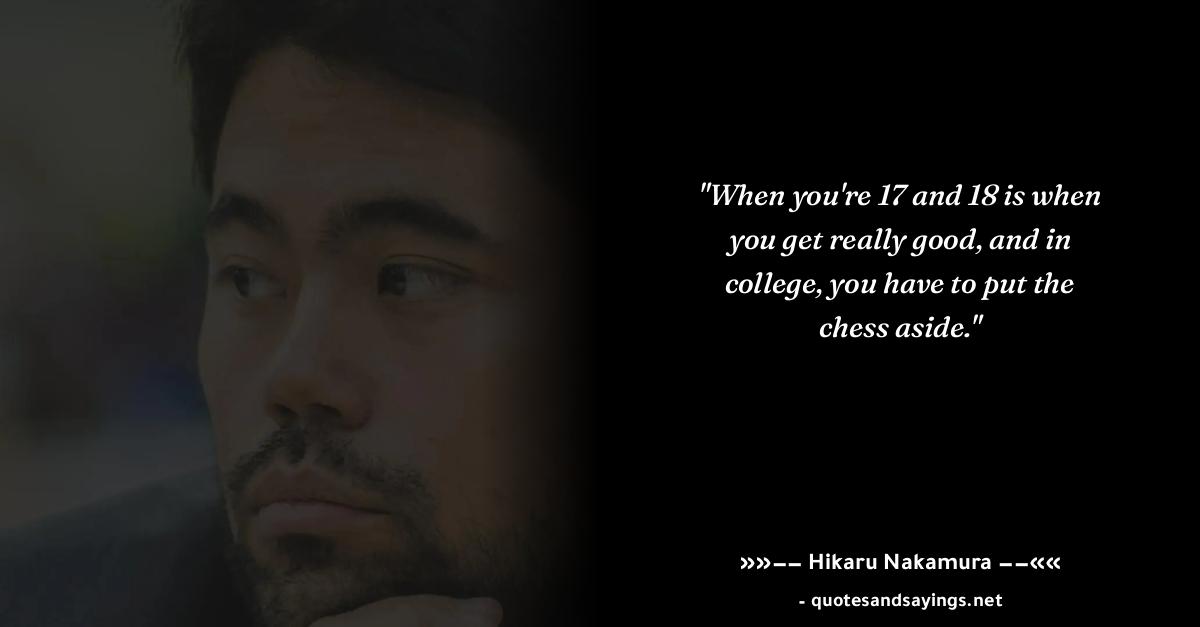 "When you're 17 and 18 is when
you get really good, and in
college, you have to put the
chess aside."
»»−− Hikaru Nakamura −−««
- quotesandsayings.net